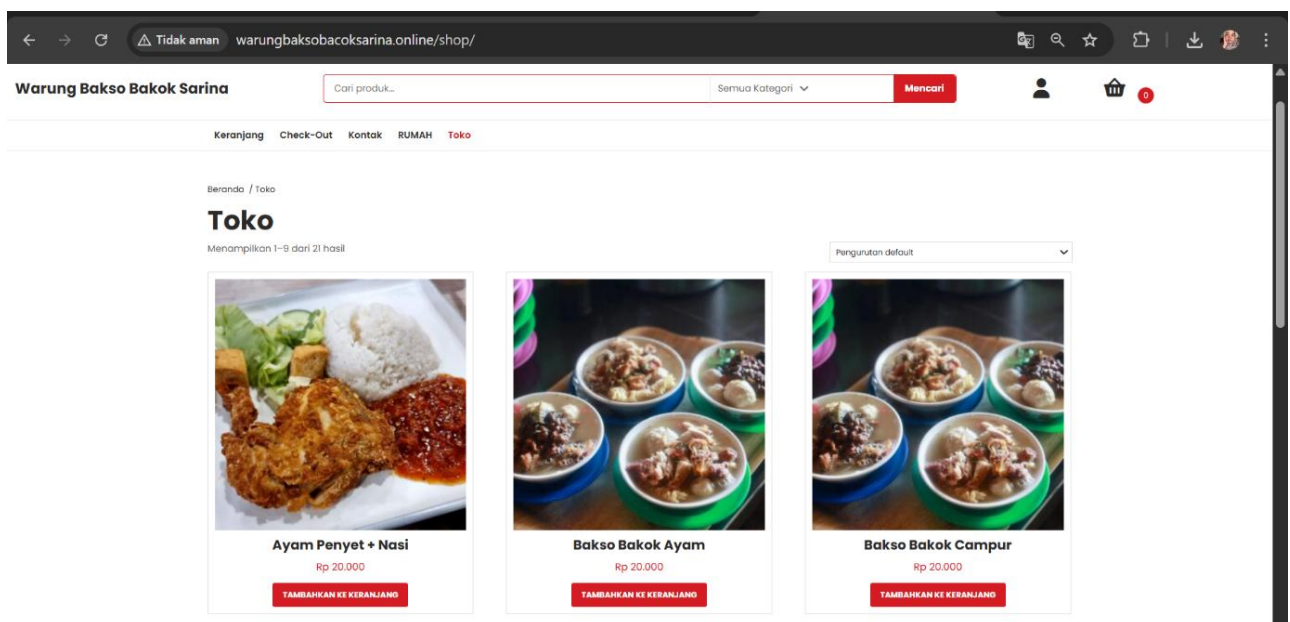 Tidak aman warungbaksobacoksarina.online/shop/
Warung Bakso Bakok Sarina
Cari produk...
Semua Kategori
Mencari
0
Keranjang Check-Out Kontak RUMAH Toko
Beranda / Toko
Toko
Menampilkan 1–9 dari 21 hasil
Pengurutan default
Ayam Penyet + Nasi
Rp 20.000
TAMBAHKAN KE KERANJANG
Bakso Bakok Ayam
Rp 20.000
TAMBAHKAN KE KERANJANG
Bakso Bakok Campur
Rp 20.000
TAMBAHKAN KE KERANJANG